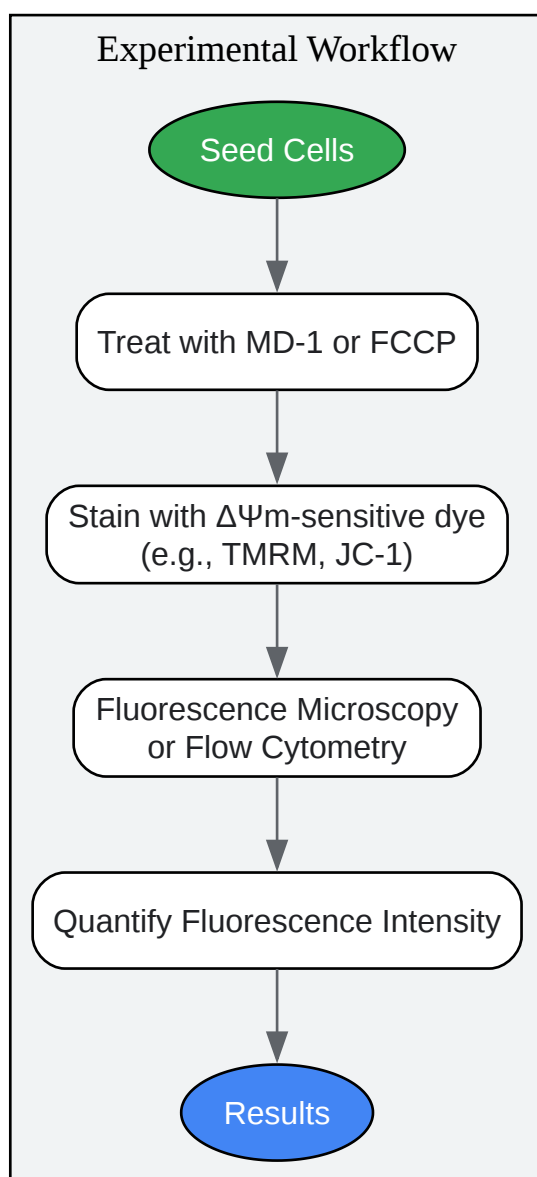 Experimental Workflow
Seed Cells
Treat with MD-1 or FCCP
Stain with ΔΨm-sensitive dye
(e.g., TMRM, JC-1)
Fluorescence Microscopy
or Flow Cytometry
Quantify Fluorescence Intensity
Results